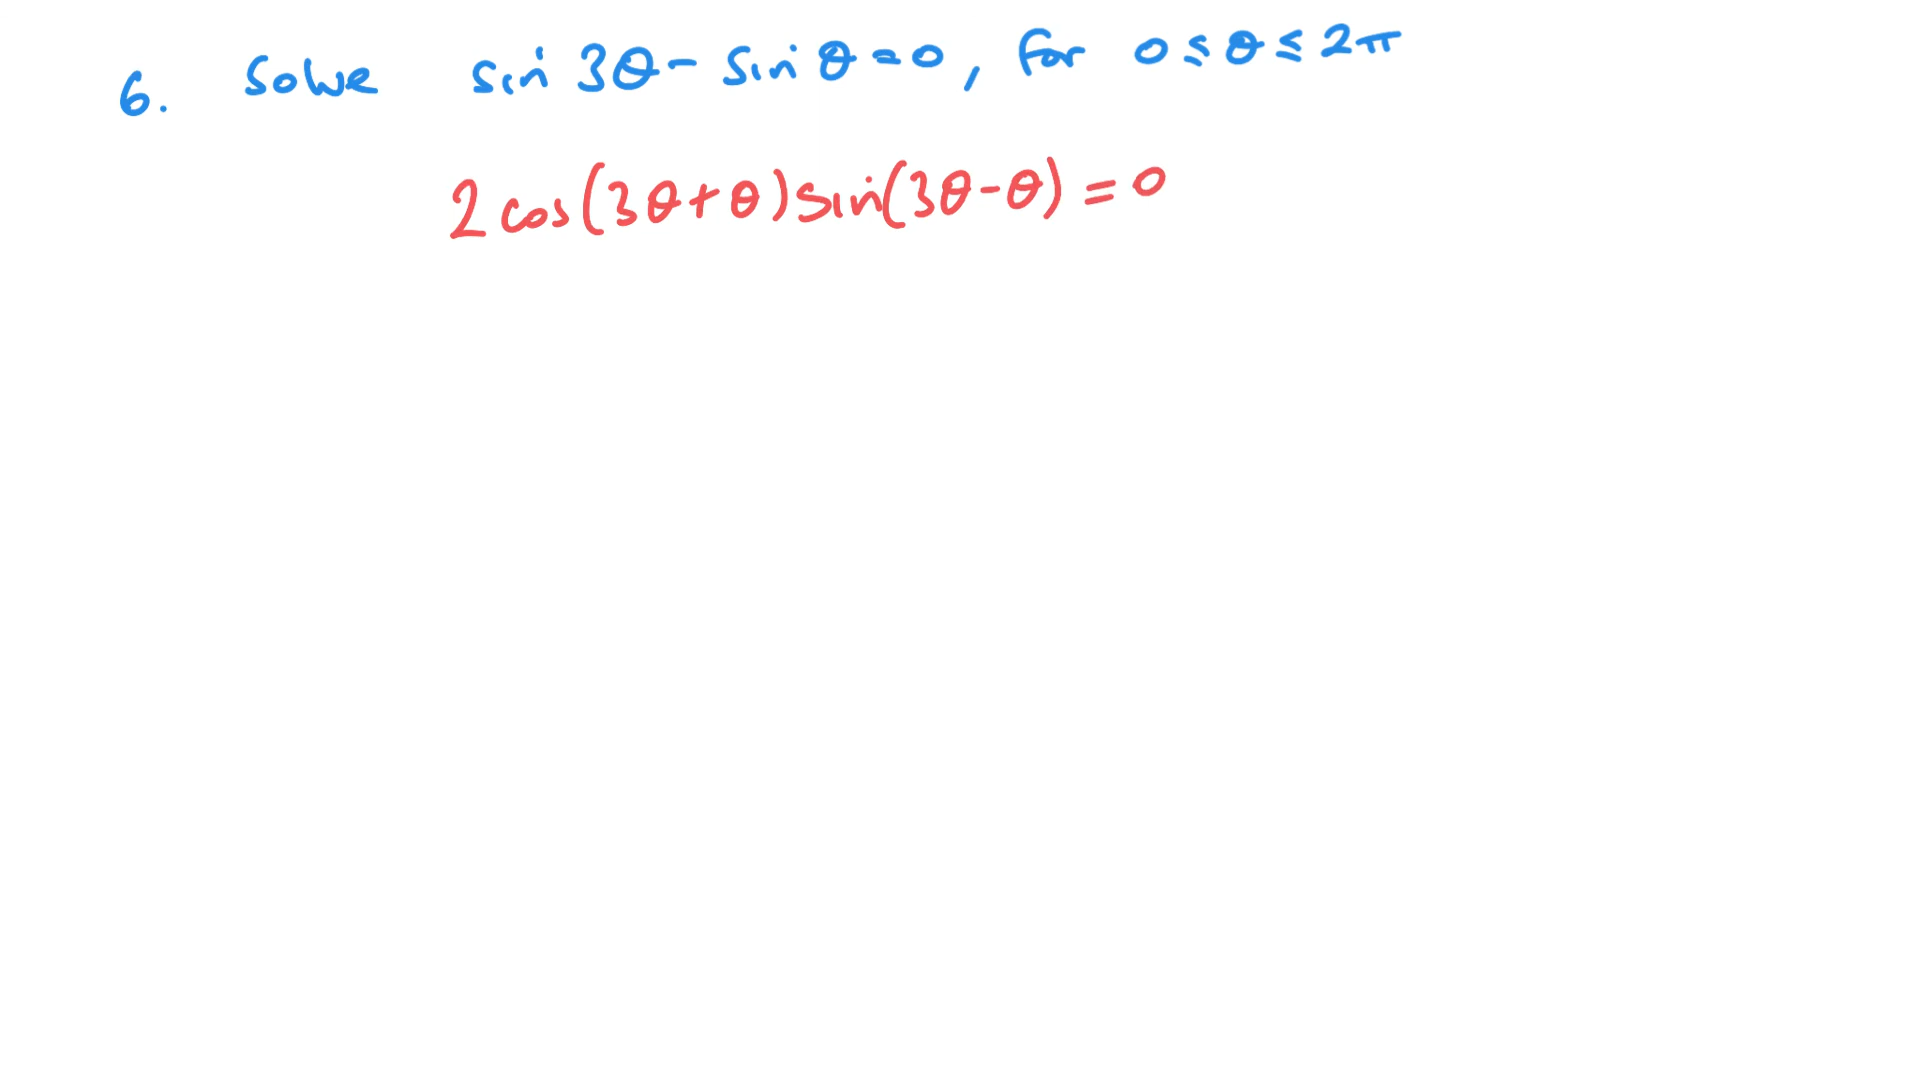 6. Solve sin 3θ - sin θ = 0, for 0 ≤ θ ≤ 2π
2 cos(3θ + θ) sin(3θ - θ) = 0